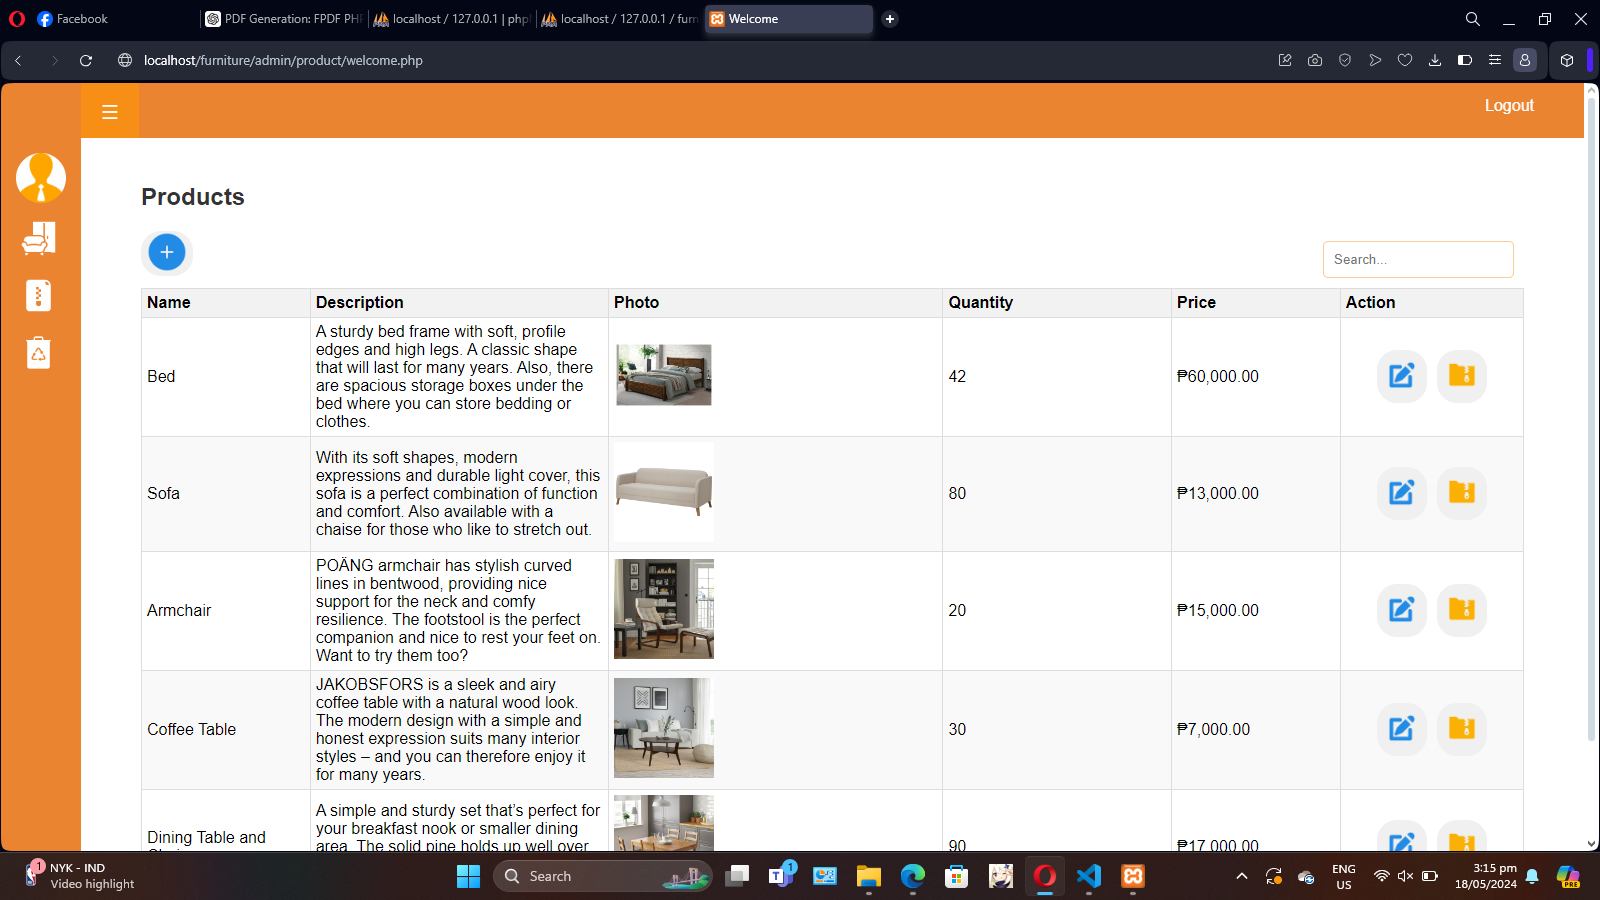 Facebook
PDF Generation: FPDF PH
localhost / 127.0.0.1 | php
localhost / 127.0.0.1 / furn
Welcome
localhost/furniture/admin/product/welcome.php
Logout
Products
Search...
Name Description Photo Quantity Price Action
Bed
A sturdy bed frame with soft, profile
edges and high legs. A classic shape
that will last for many years. Also, there
are spacious storage boxes under the
bed where you can store bedding or
clothes.
42
₱60,000.00
Sofa
With its soft shapes, modern
expressions and durable light cover, this
sofa is a perfect combination of function
and comfort. Also available with a
chaise for those who like to stretch out.
80
₱13,000.00
Armchair
POÄNG armchair has stylish curved
lines in bentwood, providing nice
support for the neck and comfy
resilience. The footstool is the perfect
companion and nice to rest your feet on.
Want to try them too?
20
₱15,000.00
Coffee Table
JAKOBSFORS is a sleek and airy
coffee table with a natural wood look.
The modern design with a simple and
honest expression suits many interior
styles – and you can therefore enjoy it
for many years.
30
₱7,000.00
Dining Table and
A simple and sturdy set that’s perfect for
your breakfast nook or smaller dining
area. The solid pine holds up well over
90
₱17,000.00
1
NYK - IND
Video highlight
Search
1
ENG
US
3:15 pm
18/05/2024
PRE